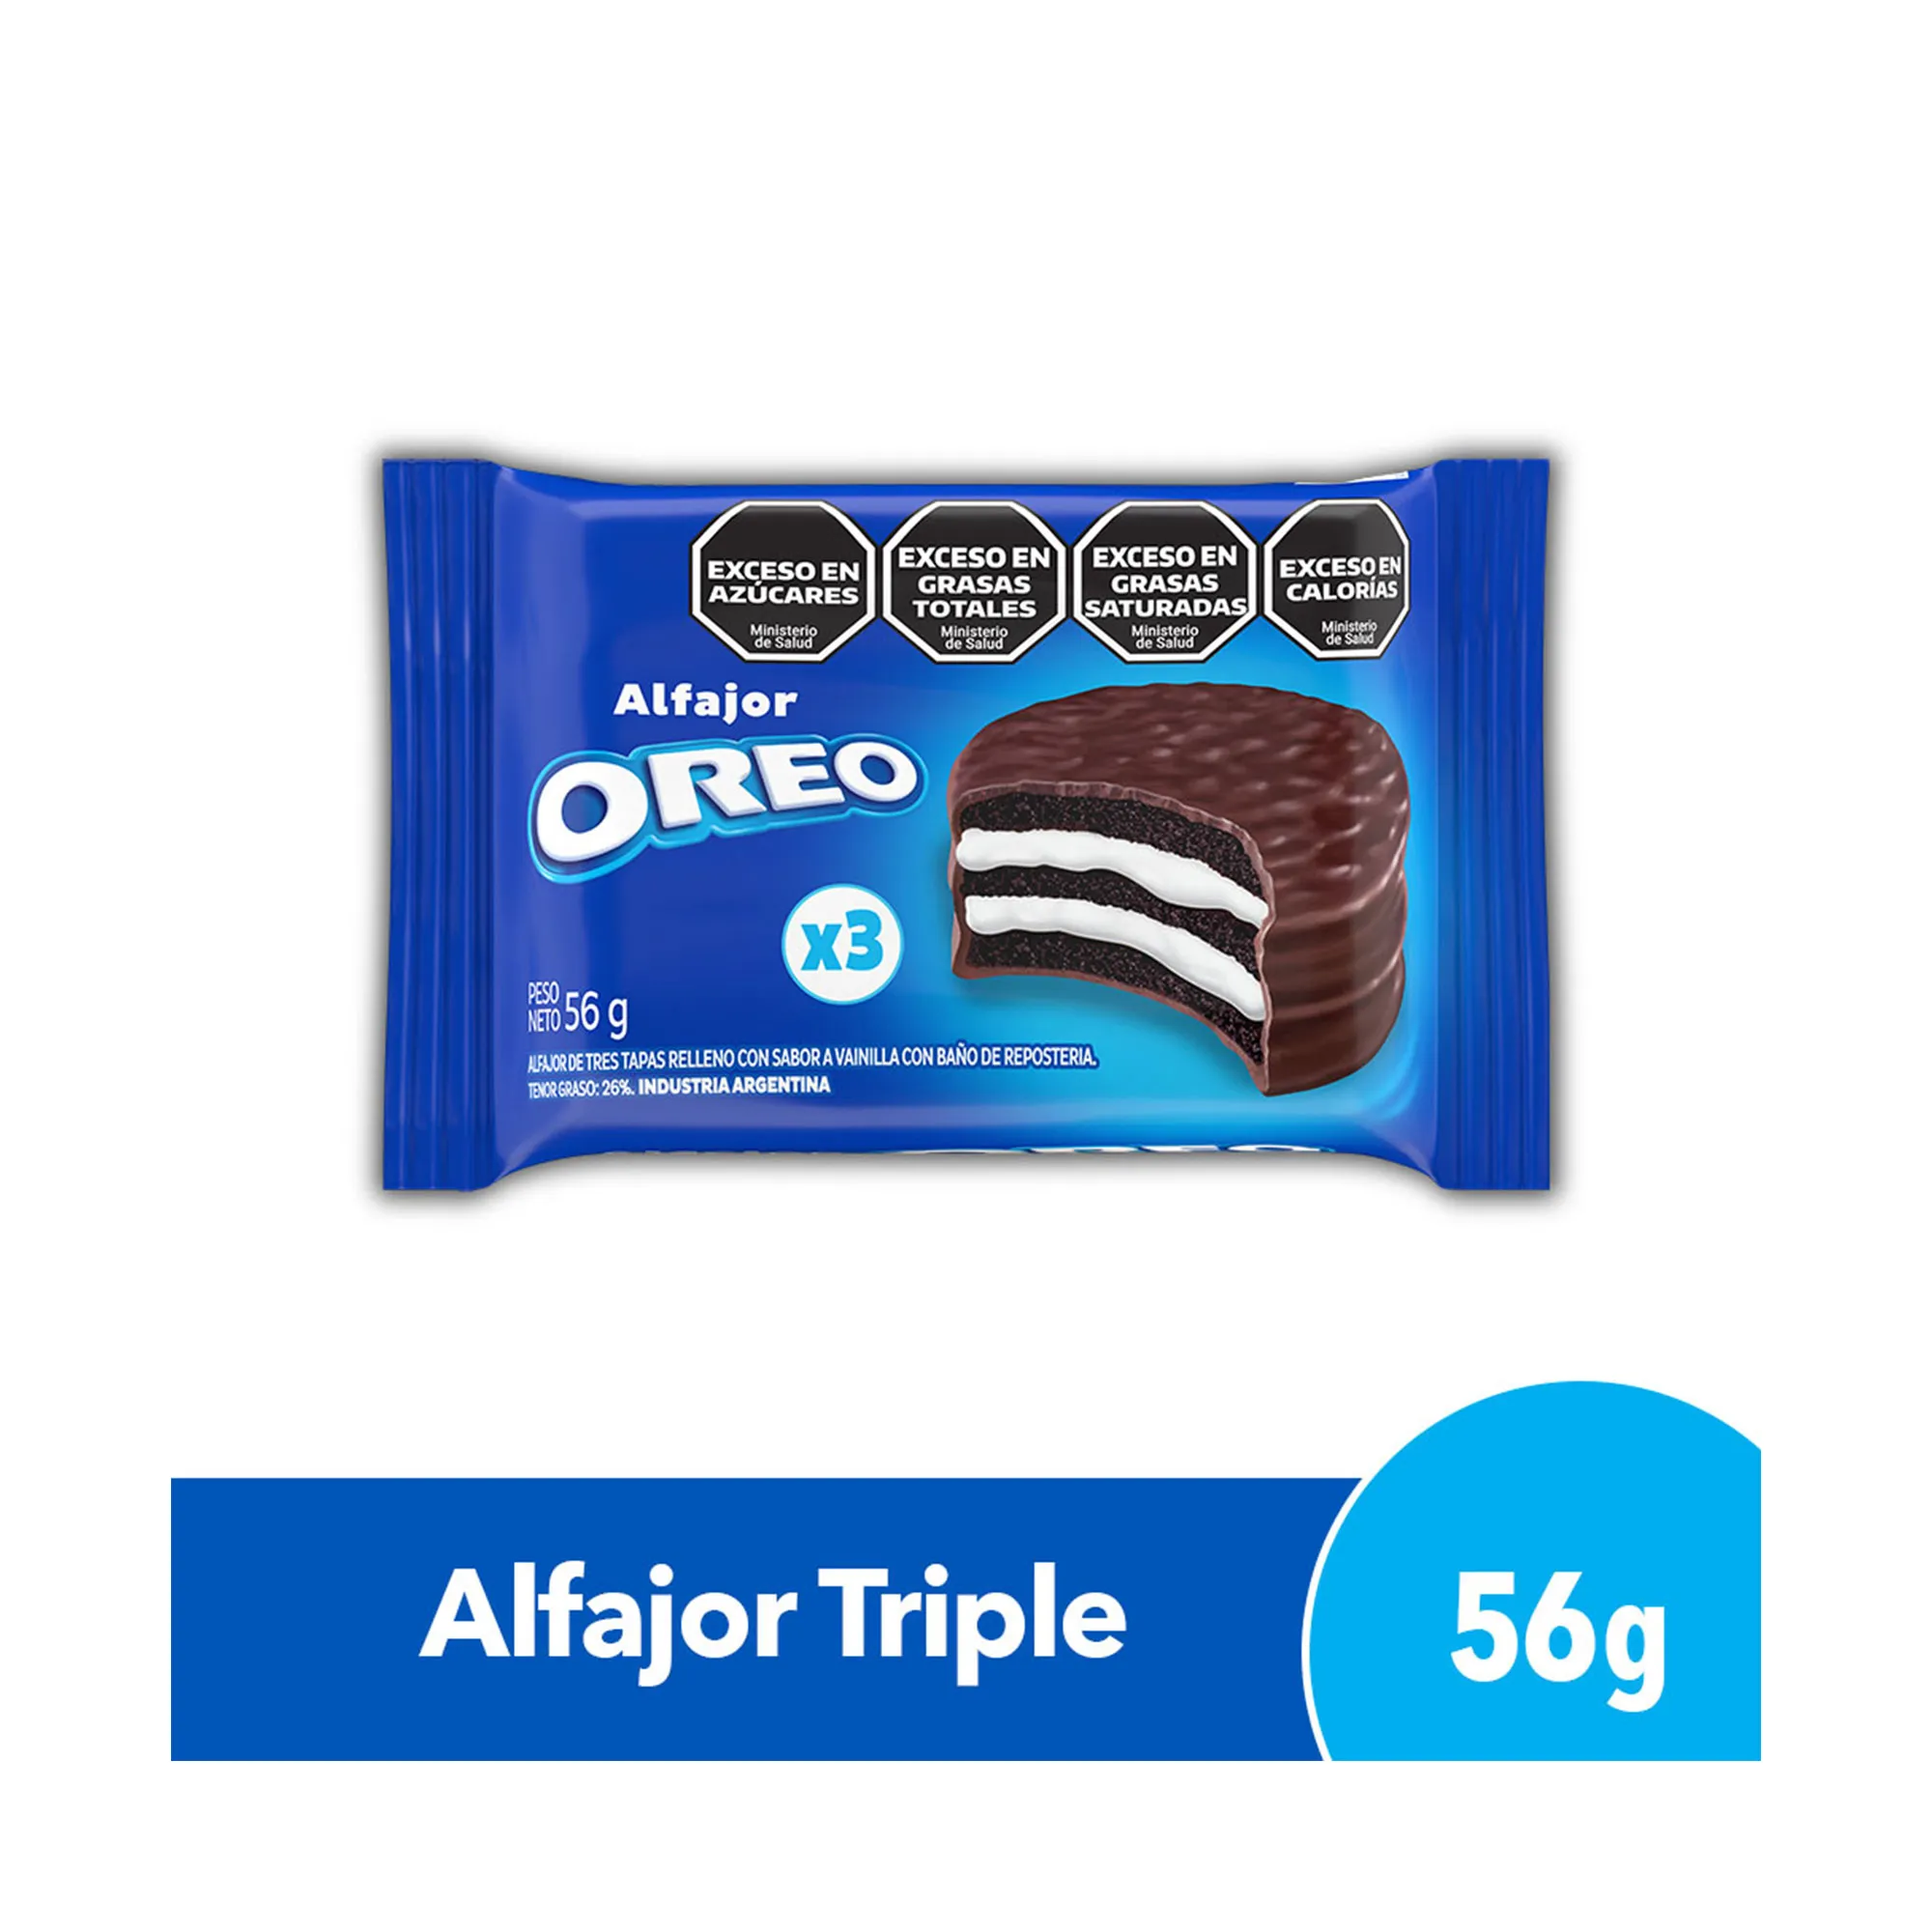 EXCESO EN
AZÚCARES
Ministerio
de Salud
EXCESO EN
GRASAS
TOTALES
Ministerio
de Salud
EXCESO EN
GRASAS
SATURADAS
Ministerio
de Salud
EXCESO EN
CALORÍAS
Ministerio
de Salud
Alfajor
OREO
x3
PESO
NETO 56 g
ALFAJOR DE TRES TAPAS RELLENO CON SABOR A VAINILLA CON BAÑO DE REPOSTERIA.
TENOR GRASO: 26%. INDUSTRIA ARGENTINA
Alfajor Triple
56g